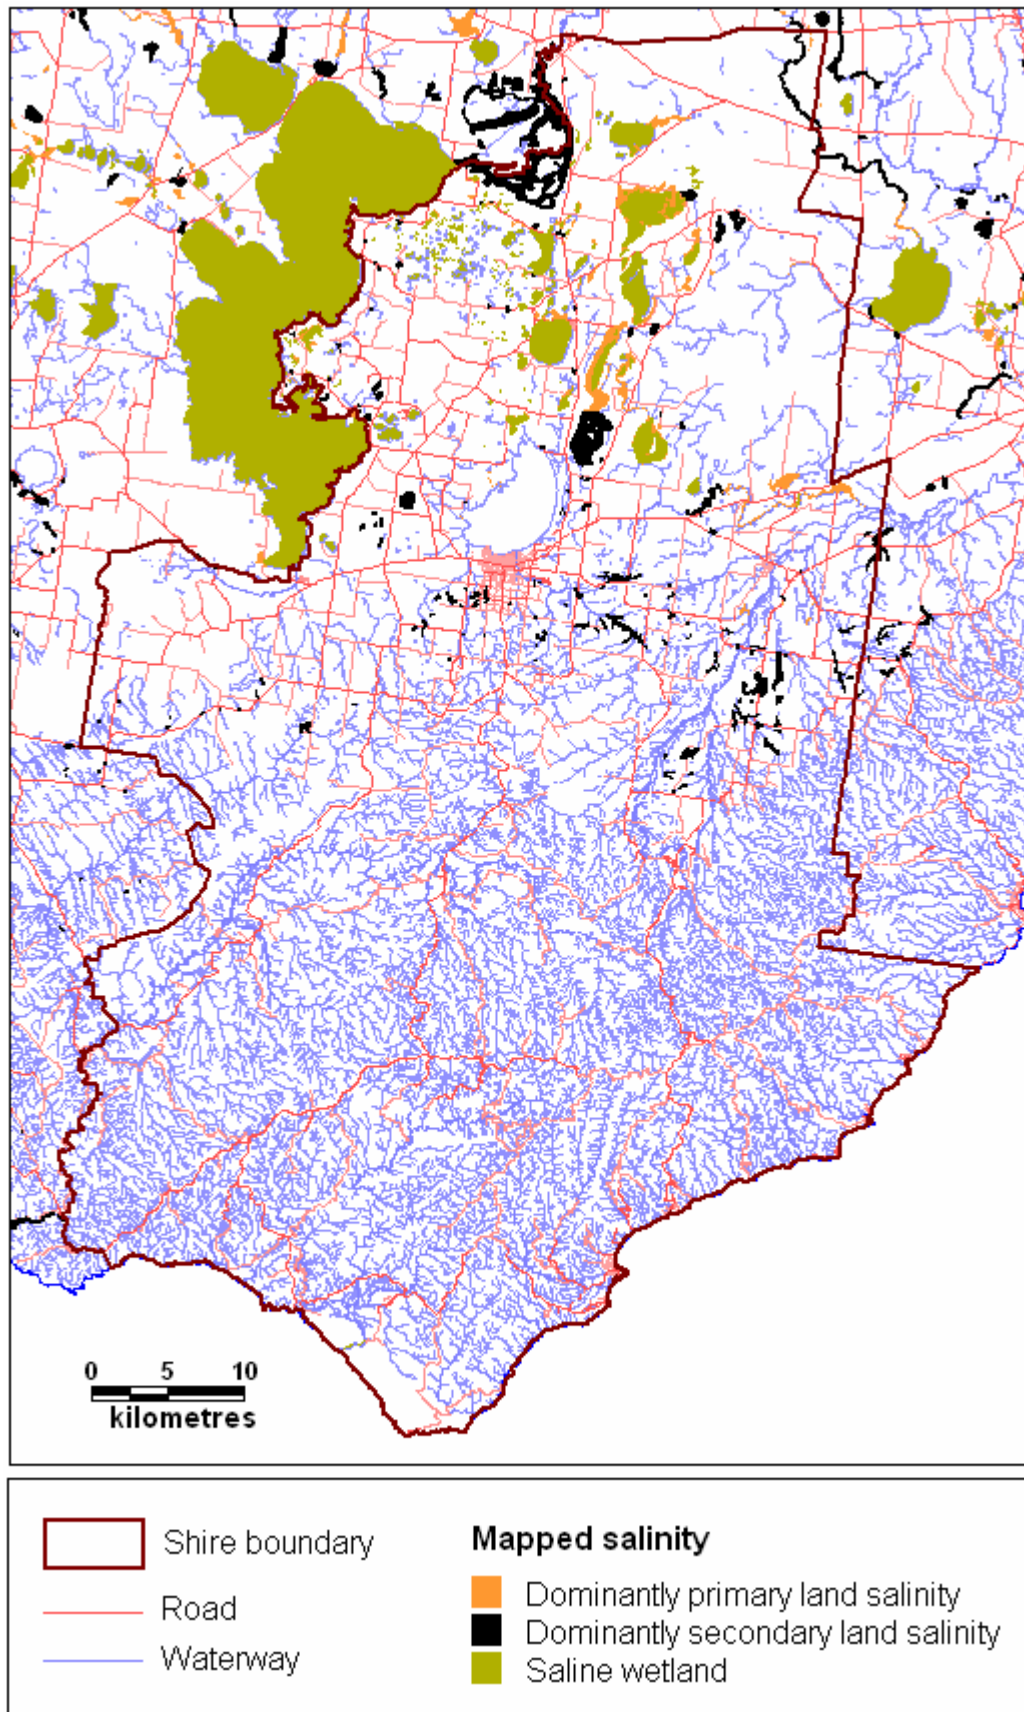 0 5 10
kilometres
Shire boundary
Road
Waterway
Mapped salinity
Dominantly primary land salinity
Dominantly secondary land salinity
Saline wetland